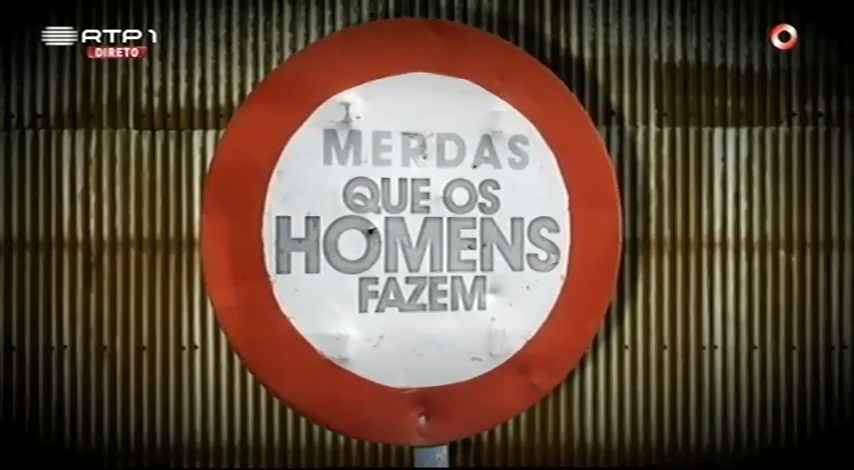 RTP 1
DIRETO
MERDAS
QUE OS
HOMENS
FAZEM